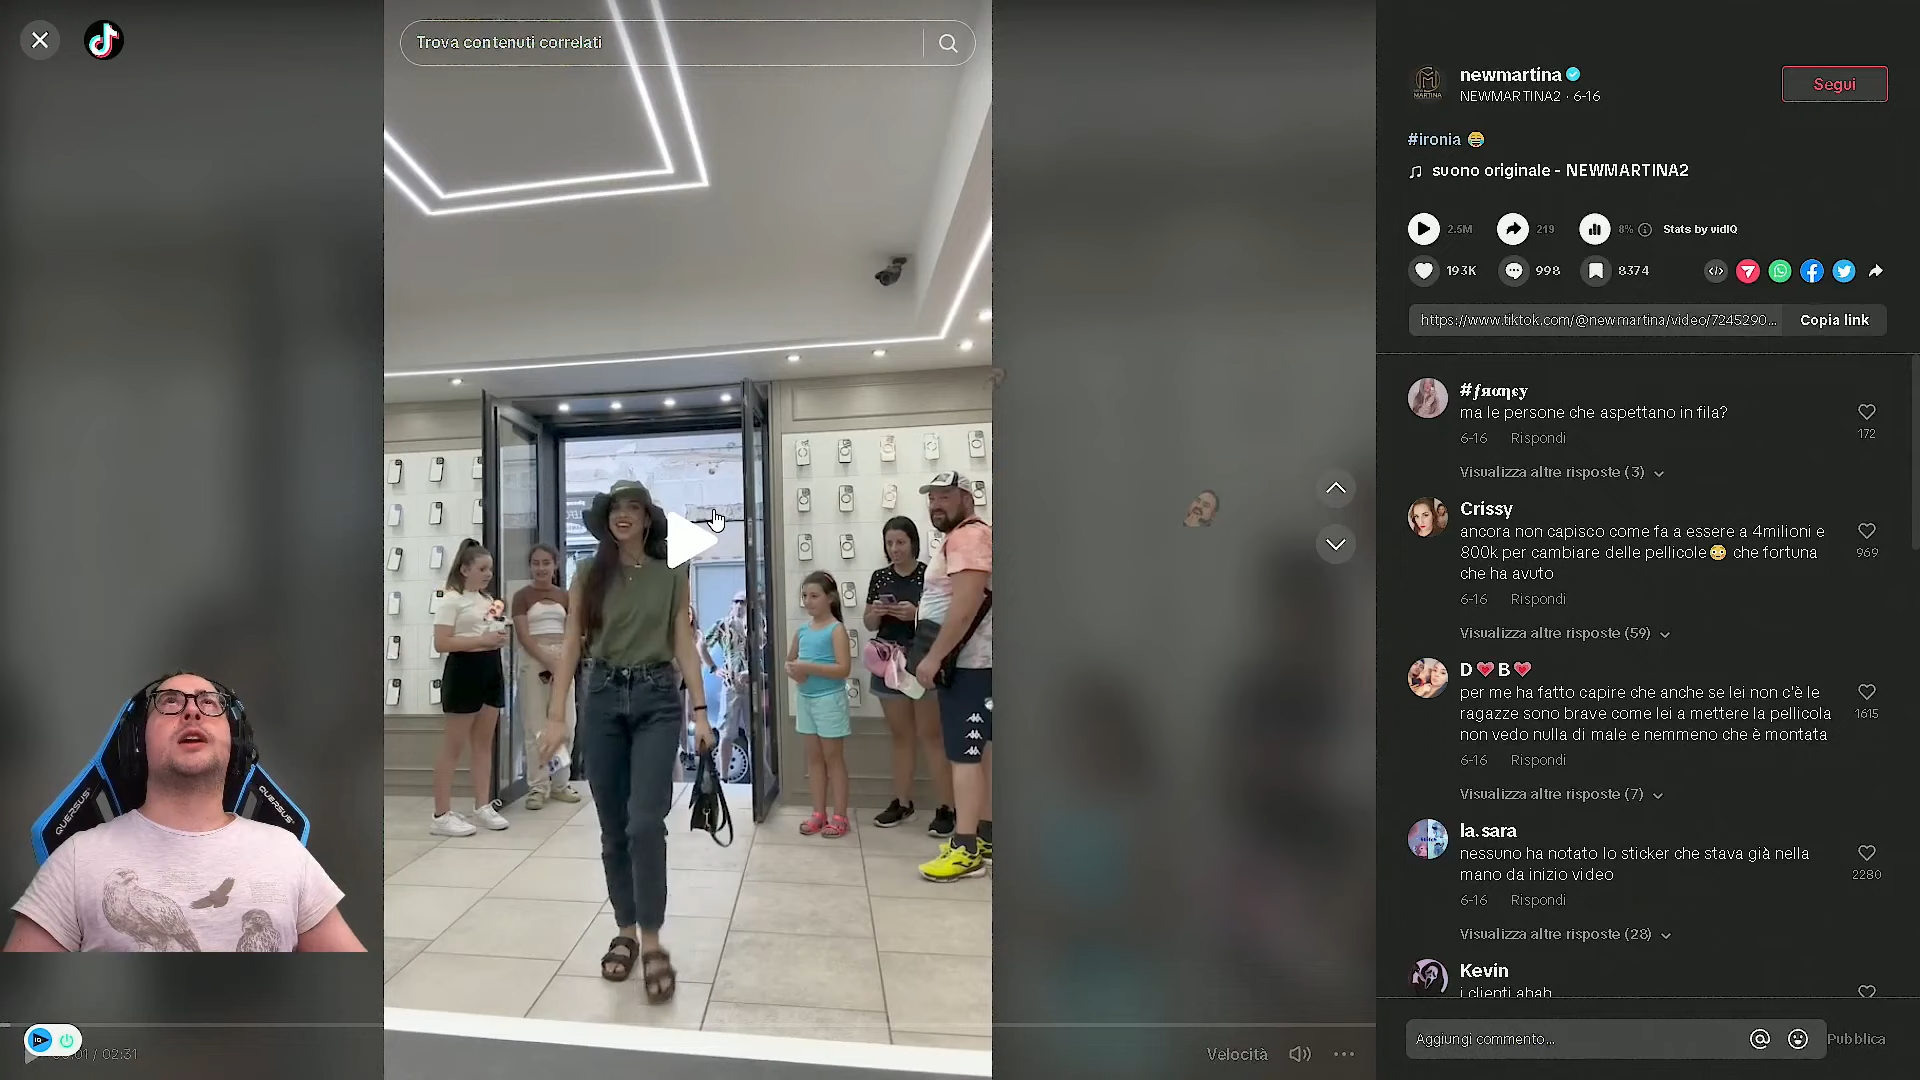 Trova contenuti correlati
newmartina
NEWMARTINA2 · 6-16
Segui
#ironia 😂
suono originale - NEWMARTINA2
2.5M
219
8%
Stats by vidIQ
193K
998
8374
https://www.tiktok.com/@newmartina/video/7245290...
Copia link
#ƒяαηєу
ma le persone che aspettano in fila?
6-16 Rispondi
172
Visualizza altre risposte (3)
Crissy
ancora non capisco come fa a essere a 4milioni e
800k per cambiare delle pellicole😳 che fortuna
che ha avuto
969
6-16 Rispondi
Visualizza altre risposte (59)
D💗B💗
per me ha fatto capire che anche se lei non c'è le
ragazze sono brave come lei a mettere la pellicola
non vedo nulla di male e nemmeno che è montata
1615
6-16 Rispondi
Visualizza altre risposte (7)
la.sara
nessuno ha notato lo sticker che stava già nella
mano da inizio video
2280
6-16 Rispondi
Visualizza altre risposte (28)
Kevin
i clienti ahah
Aggiungi commento...
Pubblica
/ 02:31
Velocità
QUERSUS
QUERSUS